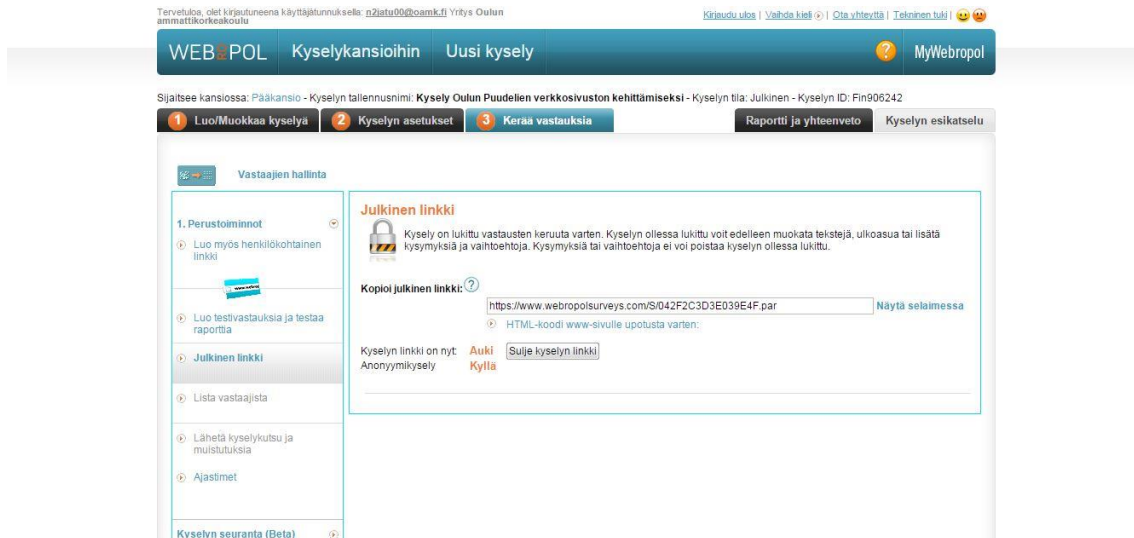 Tervetuloa, olet kirjautuneena käyttäjätunnuksella: n2jatu00@oamk.fi Yritys Oulun ammattikorkeakoulu
Kirjaudu ulos | Vaihda kieli | Ota yhteyttä | Tekninen tuki |
WEBROPOL Kyselykansioihin Uusi kysely ? MyWebropol
Sijaitsee kansiossa: Pääkansio - Kyselyn tallennusnimi: Kysely Oulun Puudelien verkkosivuston kehittämiseksi - Kyselyn tila: Julkinen - Kyselyn ID: Fin906242
1 Luo/Muokkaa kyselyä 2 Kyselyn asetukset 3 Kerää vastauksia Raportti ja yhteenveto Kyselyn esikatselu
Vastaajien hallinta
1. Perustoiminnot
Luo myös henkilökohtainen
linkki
Luo testivastauksia ja testaa
raporttia
Julkinen linkki
Lista vastaajista
Lähetä kyselykutsu ja
muistutuksia
Ajastimet
Kyselyn seuranta (Beta)
Julkinen linkki
Kysely on lukittu vastausten keruuta varten. Kyselyn ollessa lukittu voit edelleen muokata tekstejä, ulkoasua tai lisätä
kysymyksiä ja vaihtoehtoja. Kysymyksiä tai vaihtoehtoja ei voi poistaa kyselyn ollessa lukittu.
Kopioi julkinen linkki: ?
https://www.webropolsurveys.com/S/042F2C3D3E039E4F.par Näytä selaimessa
HTML-koodi www-sivulle upotusta varten:
Kyselyn linkki on nyt: Auki Sulje kyselyn linkki
Anonyymikysely Kyllä